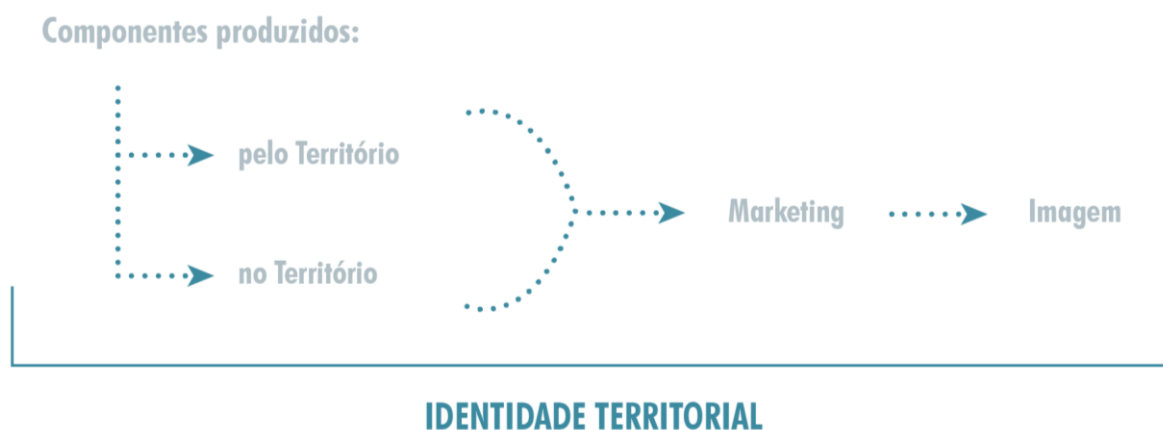 Componentes produzidos:
pelo Território
no Território
Marketing
Imagem
IDENTIDADE TERRITORIAL